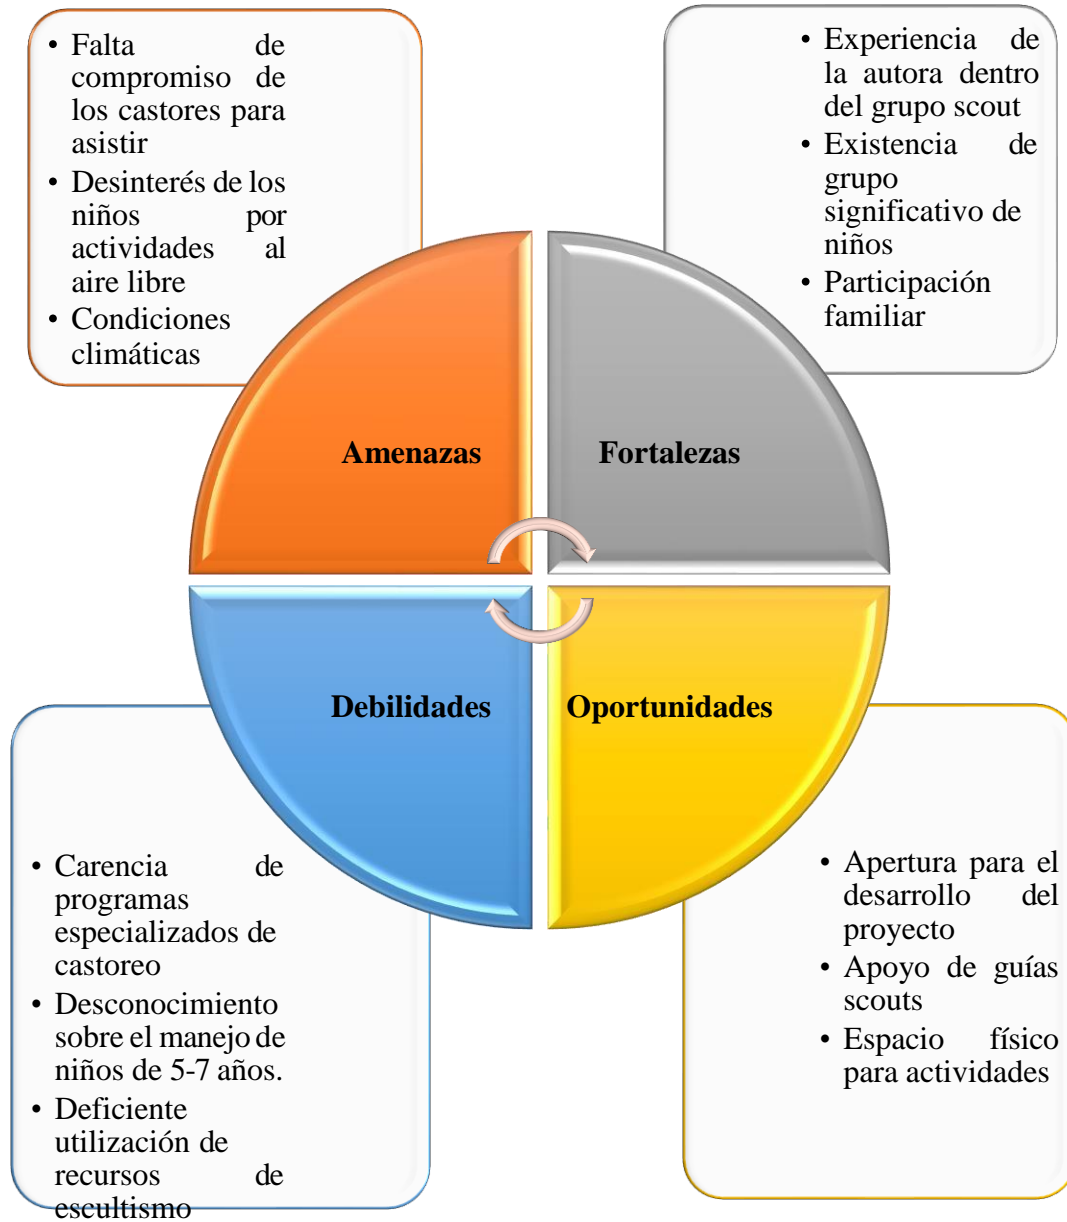 • Falta de
compromiso de
los castores para
asistir
• Desinterés de los
niños por
actividades al
aire libre
• Condiciones
climáticas
• Experiencia de
la autora dentro
del grupo scout
• Existencia de
grupo
significativo de
niños
• Participación
familiar
Amenazas
Fortalezas
Debilidades
Oportunidades
• Carencia de
programas
especializados de
castoreo
• Desconocimiento
sobre el manejo de
niños de 5-7 años.
• Deficiente
utilización de
recursos de
escultismo
• Apertura para el
desarrollo del
proyecto
• Apoyo de guías
scouts
• Espacio físico
para actividades